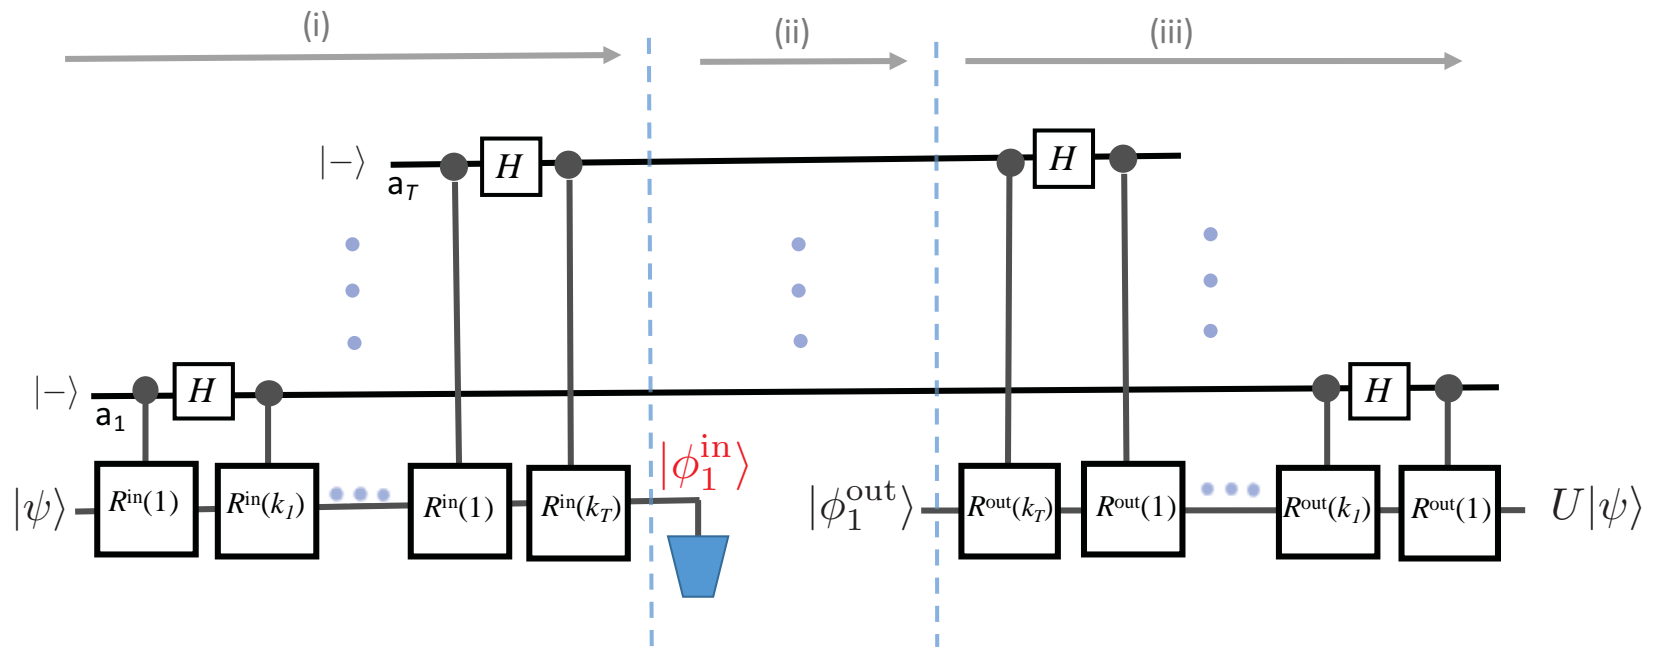 (i) (ii) (iii)
|−⟩ H H
a_T
|−⟩ H H
a_1
|ϕ_1^in⟩
|ψ⟩ R^in(1) R^in(k_1) R^in(1) R^in(k_T) |ϕ_1^out⟩ R^out(k_T) R^out(1) R^out(k_1) R^out(1) U|ψ⟩